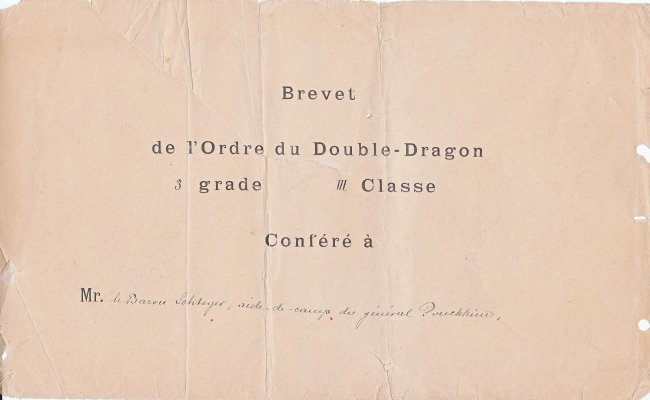 Brevet
de l'Ordre du Double-Dragon
3 grade III Classe
Conféré à
Mr. le Baron aide-de-camp du général Pouchkine,